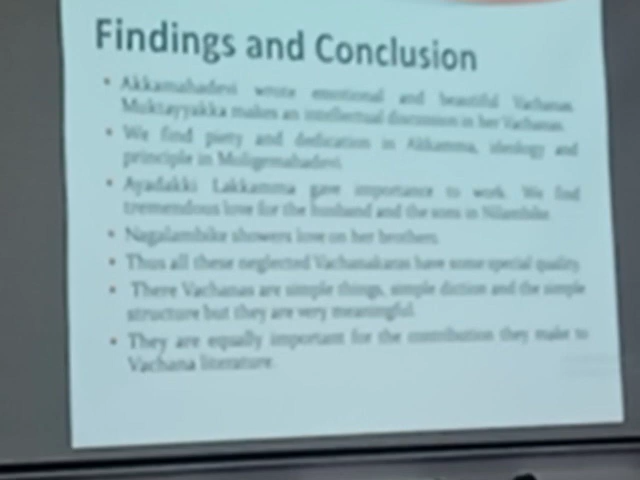 Findings and Conclusion
• Akkamahadevi wrote emotional and beautiful Vachanas.
Muktayyakka makes an intellectual discussion in her Vachanas.
• We find piety and dedication in Akkamma, ideology and
principle in Moligemahadevi.
• Ayadakki Lakkamma gave importance to work. We find
tremendous love for the husband and the sons in Nilambike.
• Nagalambike showers love on her brothers.
• Thus all these neglected Vachanakaras have some special quality.
• There Vachanas are simple things, simple diction and the simple
structure but they are very meaningful.
• They are equally important for the contribution they make to
Vachana literature.